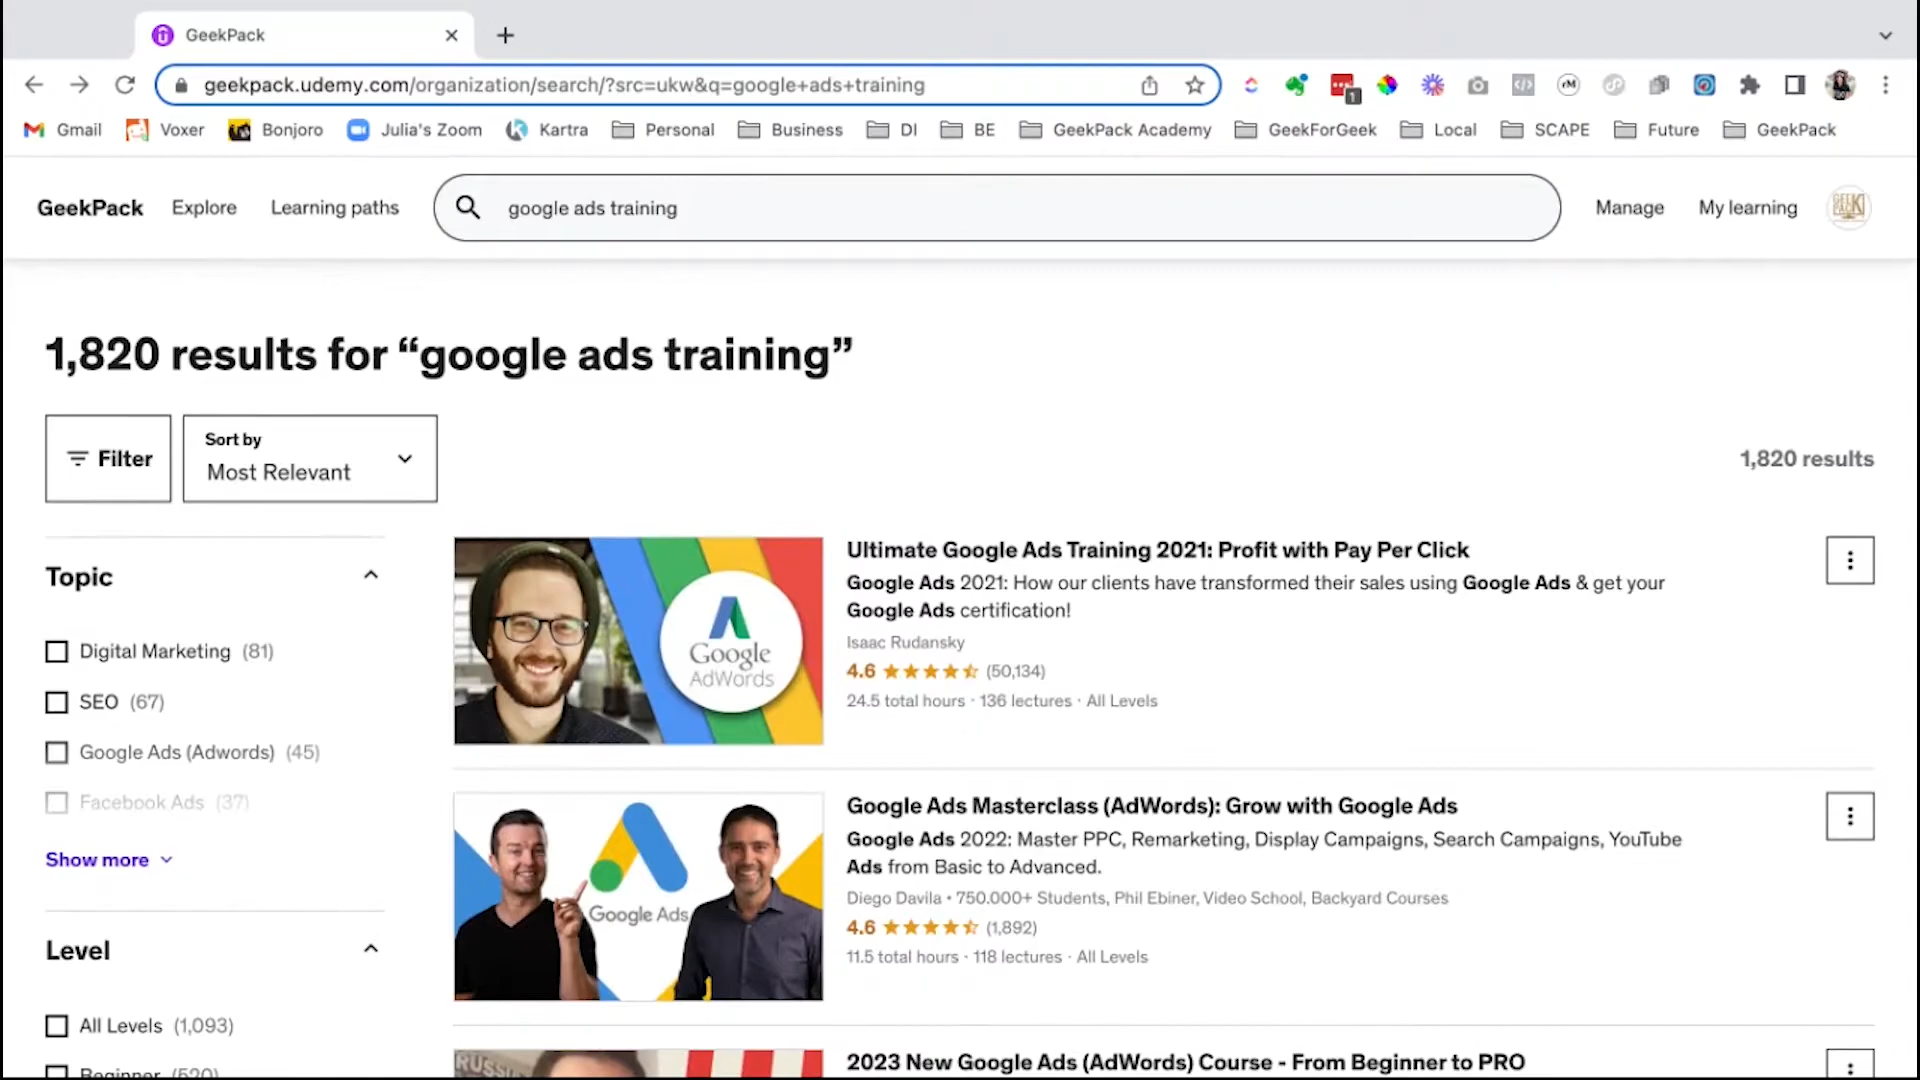 GeekPack
geekpack.udemy.com/organization/search/?src=ukw&q=google+ads+training
1
Gmail
Voxer
Bonjoro
Julia's Zoom
Kartra
Personal
Business
DI
BE
GeekPack Academy
GeekForGeek
Local
SCAPE
Future
GeekPack
GeekPack
Explore
Learning paths
google ads training
Manage
My learning
GEEK
PACK
1,820 results for “google ads training”
Filter
Sort by
Most Relevant
1,820 results
Topic
Digital Marketing (81)
SEO (67)
Google Ads (Adwords) (45)
Facebook Ads (37)
Show more
Level
All Levels (1,093)
Beginner (520)
Google
AdWords
Ultimate Google Ads Training 2021: Profit with Pay Per Click
Google Ads 2021: How our clients have transformed their sales using Google Ads & get your
Google Ads certification!
Isaac Rudansky
4.6 (50,134)
24.5 total hours · 136 lectures · All Levels
Google Ads
Google Ads Masterclass (AdWords): Grow with Google Ads
Google Ads 2022: Master PPC, Remarketing, Display Campaigns, Search Campaigns, YouTube
Ads from Basic to Advanced.
Diego Davila • 750.000+ Students, Phil Ebiner, Video School, Backyard Courses
4.6 (1,892)
11.5 total hours · 118 lectures · All Levels
2023 New Google Ads (AdWords) Course - From Beginner to PRO